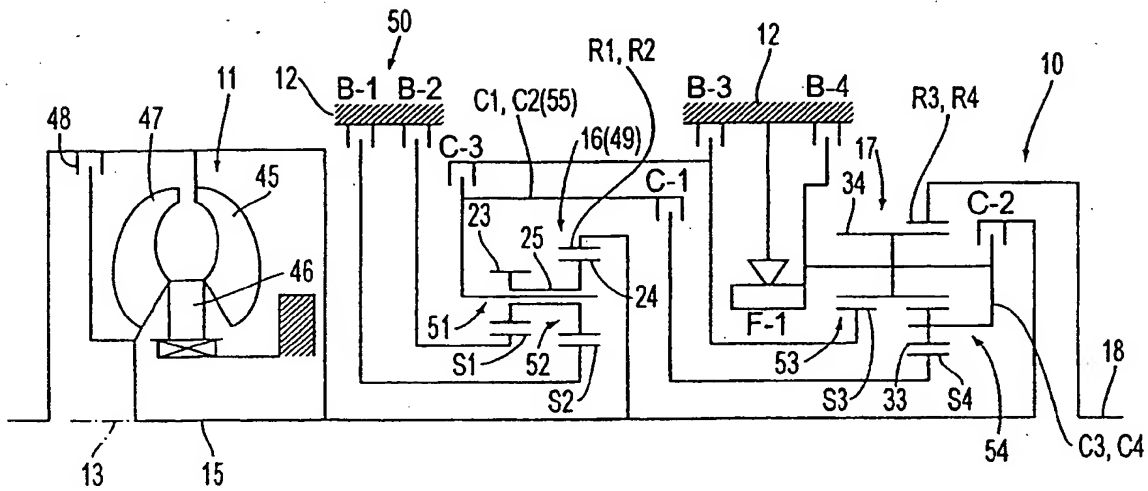 50
R1, R2
12
10
B-1 B-2
B-3 B-4
11
12
C1, C2(55)
R3, R4
48
47
16(49)
17
C-3
34
45
C-1
C-2
23
25
46
24
51
F-1
53
S1
52
S2
S3
33
S4
18
13
15
54
C3, C4